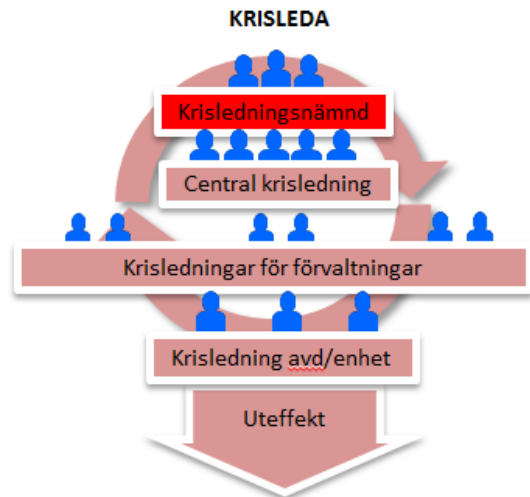 KRISLEDA
Krisledningsnämnd
Central krisledning
Krisledningar för förvaltningar
Krisledning avd/enhet
Uteffekt